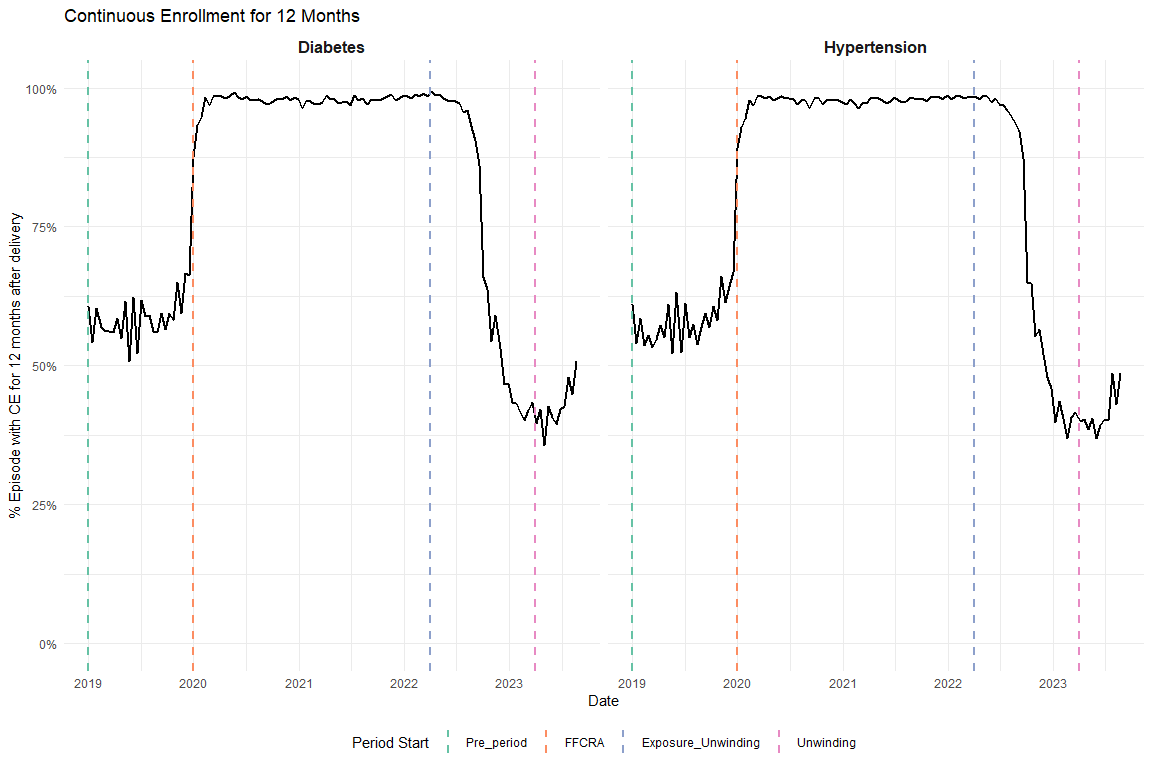 Continuous Enrollment for 12 Months
Diabetes
Hypertension
% Episode with CE for 12 months after delivery
100%
75%
50%
25%
0%
2019
2020
2021
2022
2023
2019
2020
2021
2022
2023
Date
Period Start
Pre_period
FFCRA
Exposure_Unwinding
Unwinding